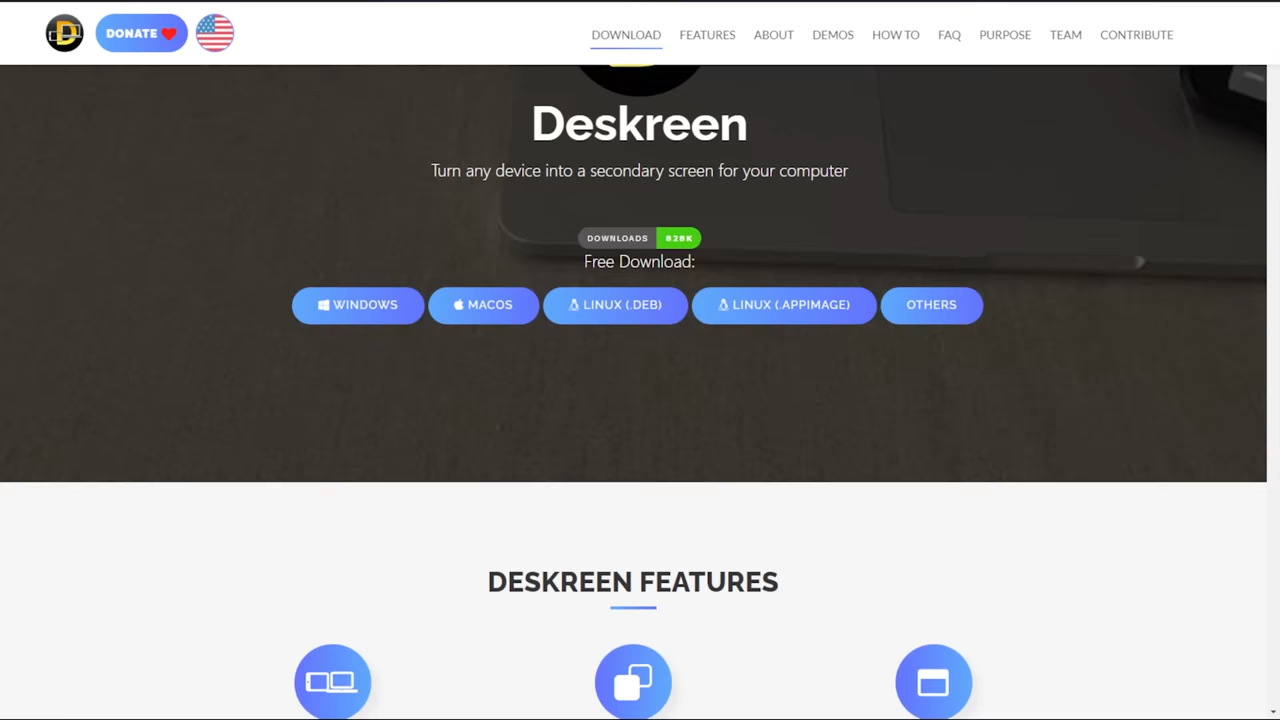 D
DONATE
DOWNLOAD FEATURES ABOUT DEMOS HOW TO FAQ PURPOSE TEAM CONTRIBUTE
Deskreen
Turn any device into a secondary screen for your computer
DOWNLOADS 828K
Free Download:
WINDOWS MACOS LINUX (.DEB) LINUX (.APPIMAGE) OTHERS
DESKREEN FEATURES